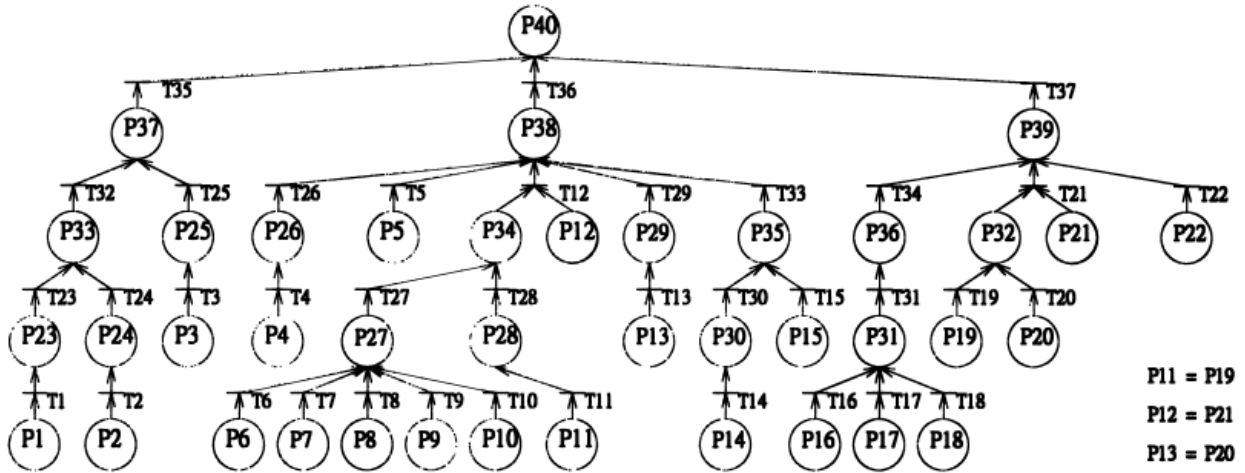 P40
T35 T36 T37
P37 P38 P39
T32 T25 T26 T5 T12 T29 T33 T34 T21 T22
P33 P25 P26 P5 P34 P12 P29 P35 P36 P32 P21 P22
T23 T24 T3 T4 T27 T28 T13 T30 T15 T31 T19 T20
P23 P24 P3 P4 P27 P28 P13 P30 P15 P31 P19 P20
P11 = P19
T1 T2 T6 T7 T8 T9 T10 T11 T14 T16 T17 T18
P12 = P21
P1 P2 P6 P7 P8 P9 P10 P11 P14 P16 P17 P18
P13 = P20